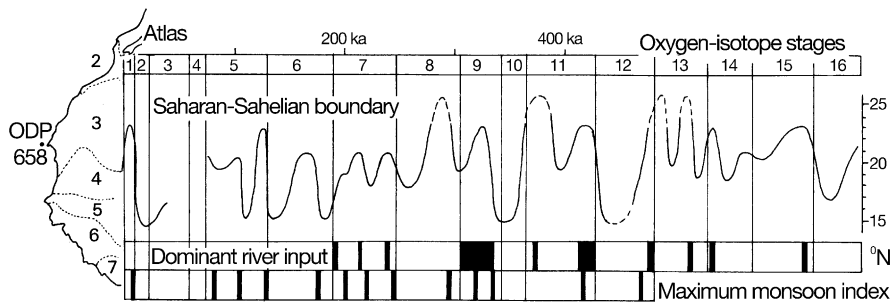 Atlas
200 ka 400 ka Oxygen-isotope stages
1 2 3 4 5 6 7 8 9 10 11 12 13 14 15 16
2
Saharan-Sahelian boundary
25
3
ODP
658
20
4
5
15
6
Dominant river input
°N
7
Maximum monsoon index